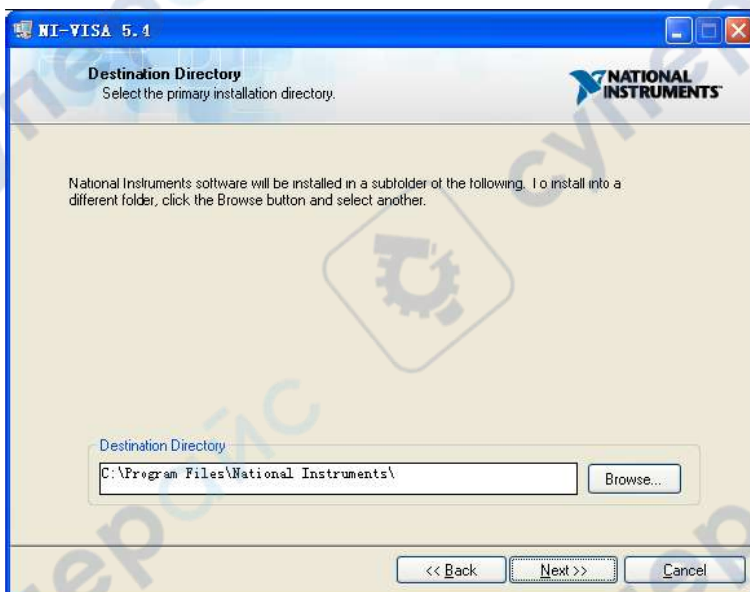 NI-VISA 5.4
Destination Directory
Select the primary installation directory.
NATIONAL
INSTRUMENTS™
National Instruments software will be installed in a subfolder of the following. To install into a
different folder, click the Browse button and select another.
Destination Directory
C:\Program Files\National Instruments\
Browse...
<< Back
Next >>
Cancel